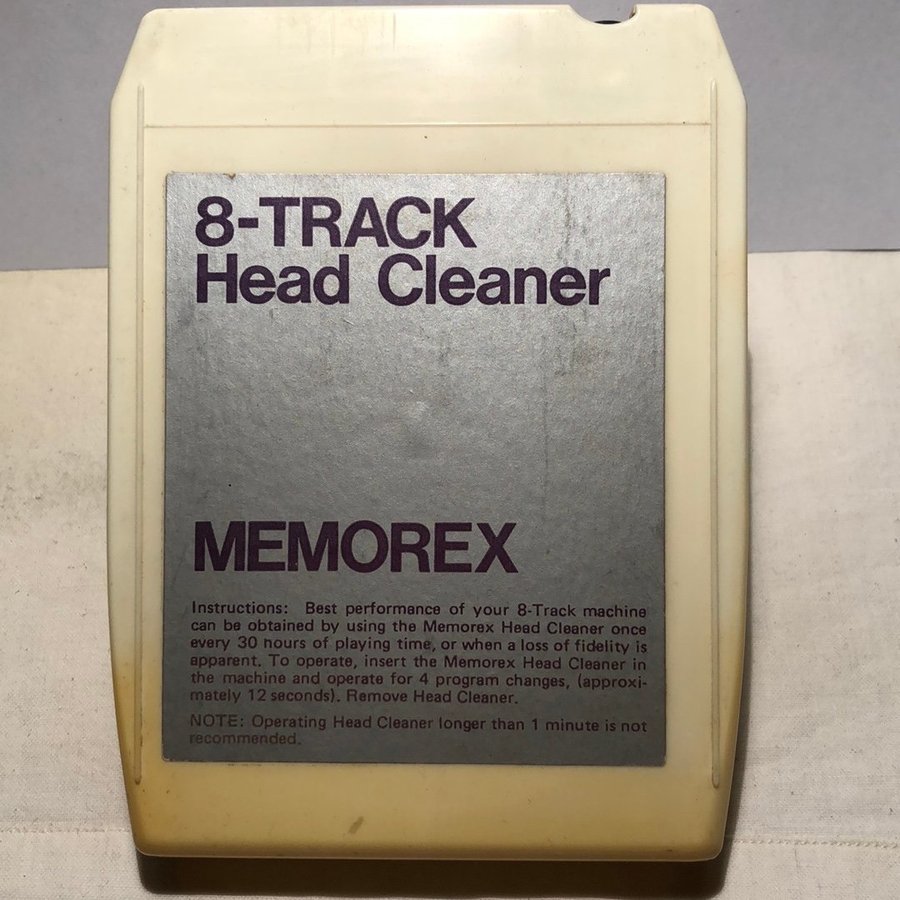 8-TRACK
Head Cleaner
MEMOREX
Instructions: Best performance of your 8-Track machine
can be obtained by using the Memorex Head Cleaner once
every 30 hours of playing time, or when a loss of fidelity is
apparent. To operate, insert the Memorex Head Cleaner in
the machine and operate for 4 program changes, (approxi-
mately 12 seconds). Remove Head Cleaner.
NOTE: Operating Head Cleaner longer than 1 minute is not
recommended.